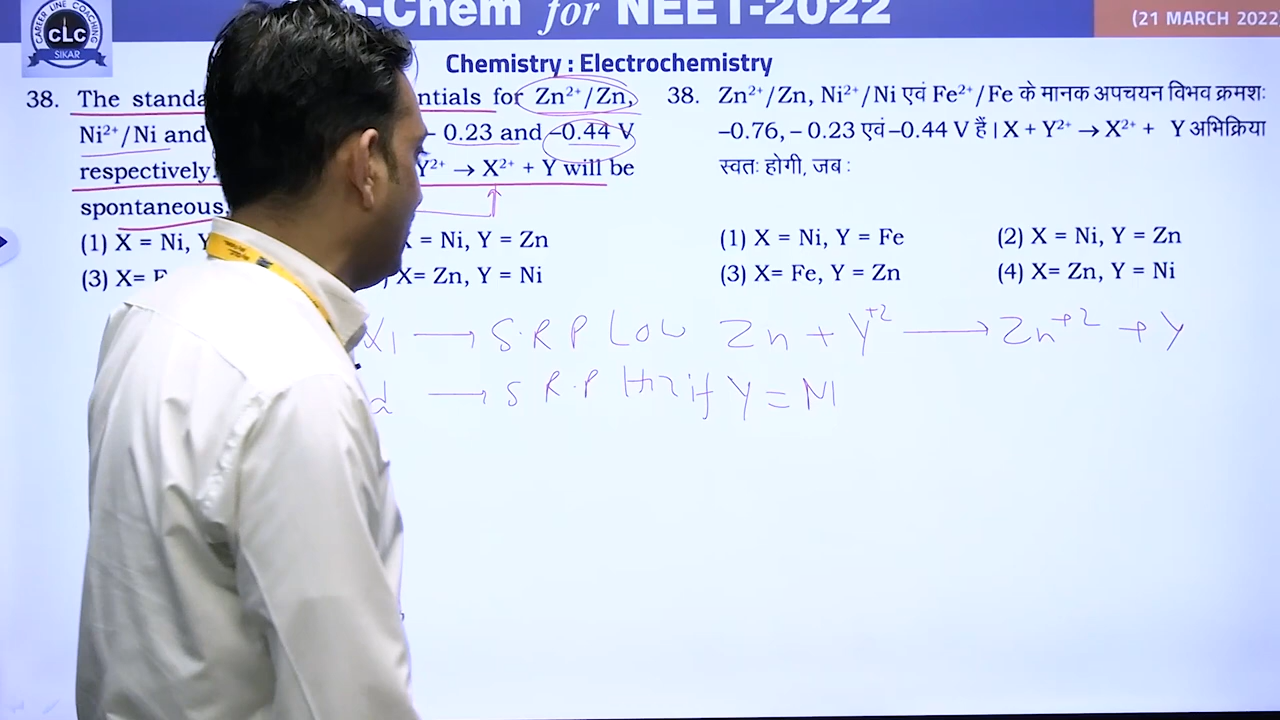 CAREER LINE COACHING
CLC
SIKAR
-Chem for NEET-2022
(21 MARCH 2022
Chemistry : Electrochemistry
38. The standa
ntials for Zn²⁺/Zn,
Ni²⁺/Ni and
– 0.23 and –0.44 V
respectively.
Y²⁺ → X²⁺ + Y will be
spontaneous,
(1) X = Ni, Y
= Ni, Y = Zn
(3) X= F
X= Zn, Y = Ni
38. Zn²⁺/Zn, Ni²⁺/Ni एवं Fe²⁺/Fe के मानक अपचयन विभव क्रमशः
–0.76, – 0.23 एवं –0.44 V हैं। X + Y²⁺ → X²⁺ + Y अभिक्रिया
स्वतः होगी, जब :
(1) X = Ni, Y = Fe (2) X = Ni, Y = Zn
(3) X= Fe, Y = Zn (4) X= Zn, Y = Ni
→ S.R.P Low Zn + Y⁺² → Zn⁺² + Y
→ S R.P if Y = Ni